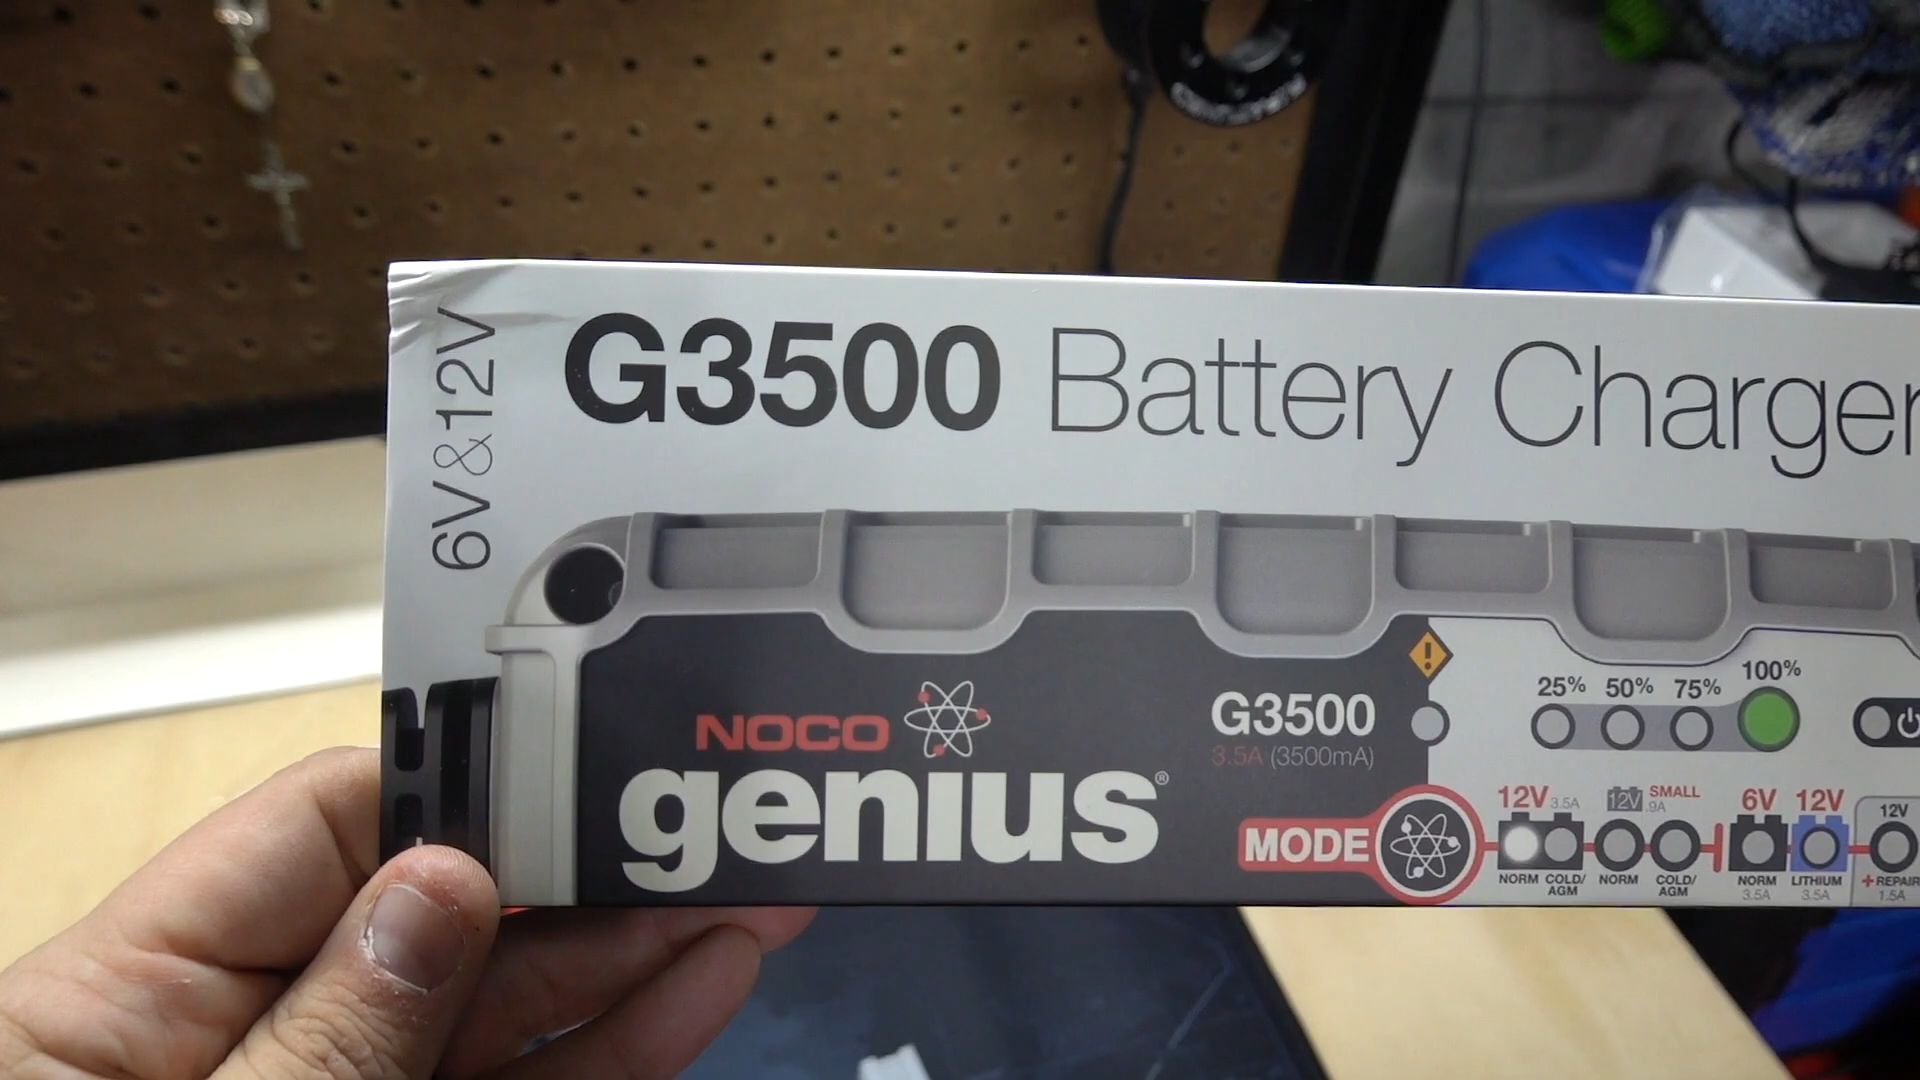 6V&12V
G3500 Battery Charger
NOCO
genius®
G3500
3.5A (3500mA)
25% 50% 75% 100%
MODE
12V 3.5A 12V SMALL .9A 6V 12V 12V
NORM COLD/AGM NORM COLD/AGM NORM LITHIUM +REPAIR
3.5A 3.5A 1.5A